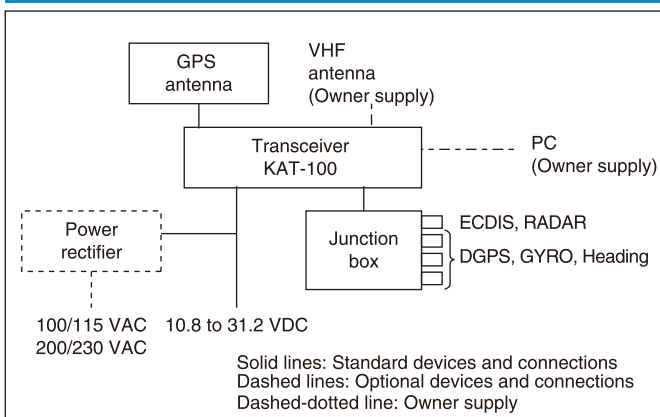 GPS
antenna
VHF
antenna
(Owner supply)
Transceiver
KAT-100
PC
(Owner supply)
Power
rectifier
Junction
box
ECDIS, RADAR
DGPS, GYRO, Heading
100/115 VAC
200/230 VAC
10.8 to 31.2 VDC
Solid lines: Standard devices and connections
Dashed lines: Optional devices and connections
Dashed-dotted line: Owner supply